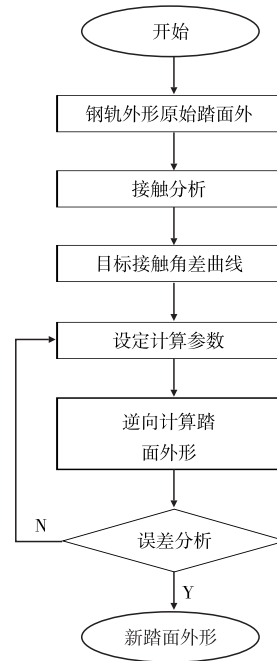 开始
钢轨外形原始踏面外
接触分析
目标接触角差曲线
设定计算参数
逆向计算踏
面外形
N
误差分析
Y
新踏面外形